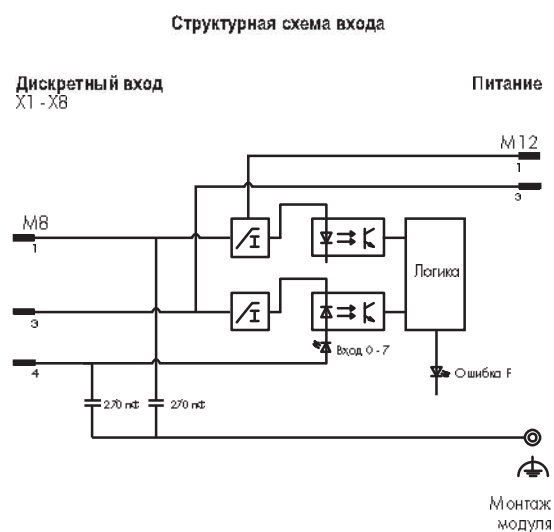 Структурная схема входа
Дискретный вход
X1 - X8
Питание
M12
1
3
M8
1
3
4
Логика
Вход 0 - 7
Ошибка F
270 пФ
270 пФ
Монтаж
модуля